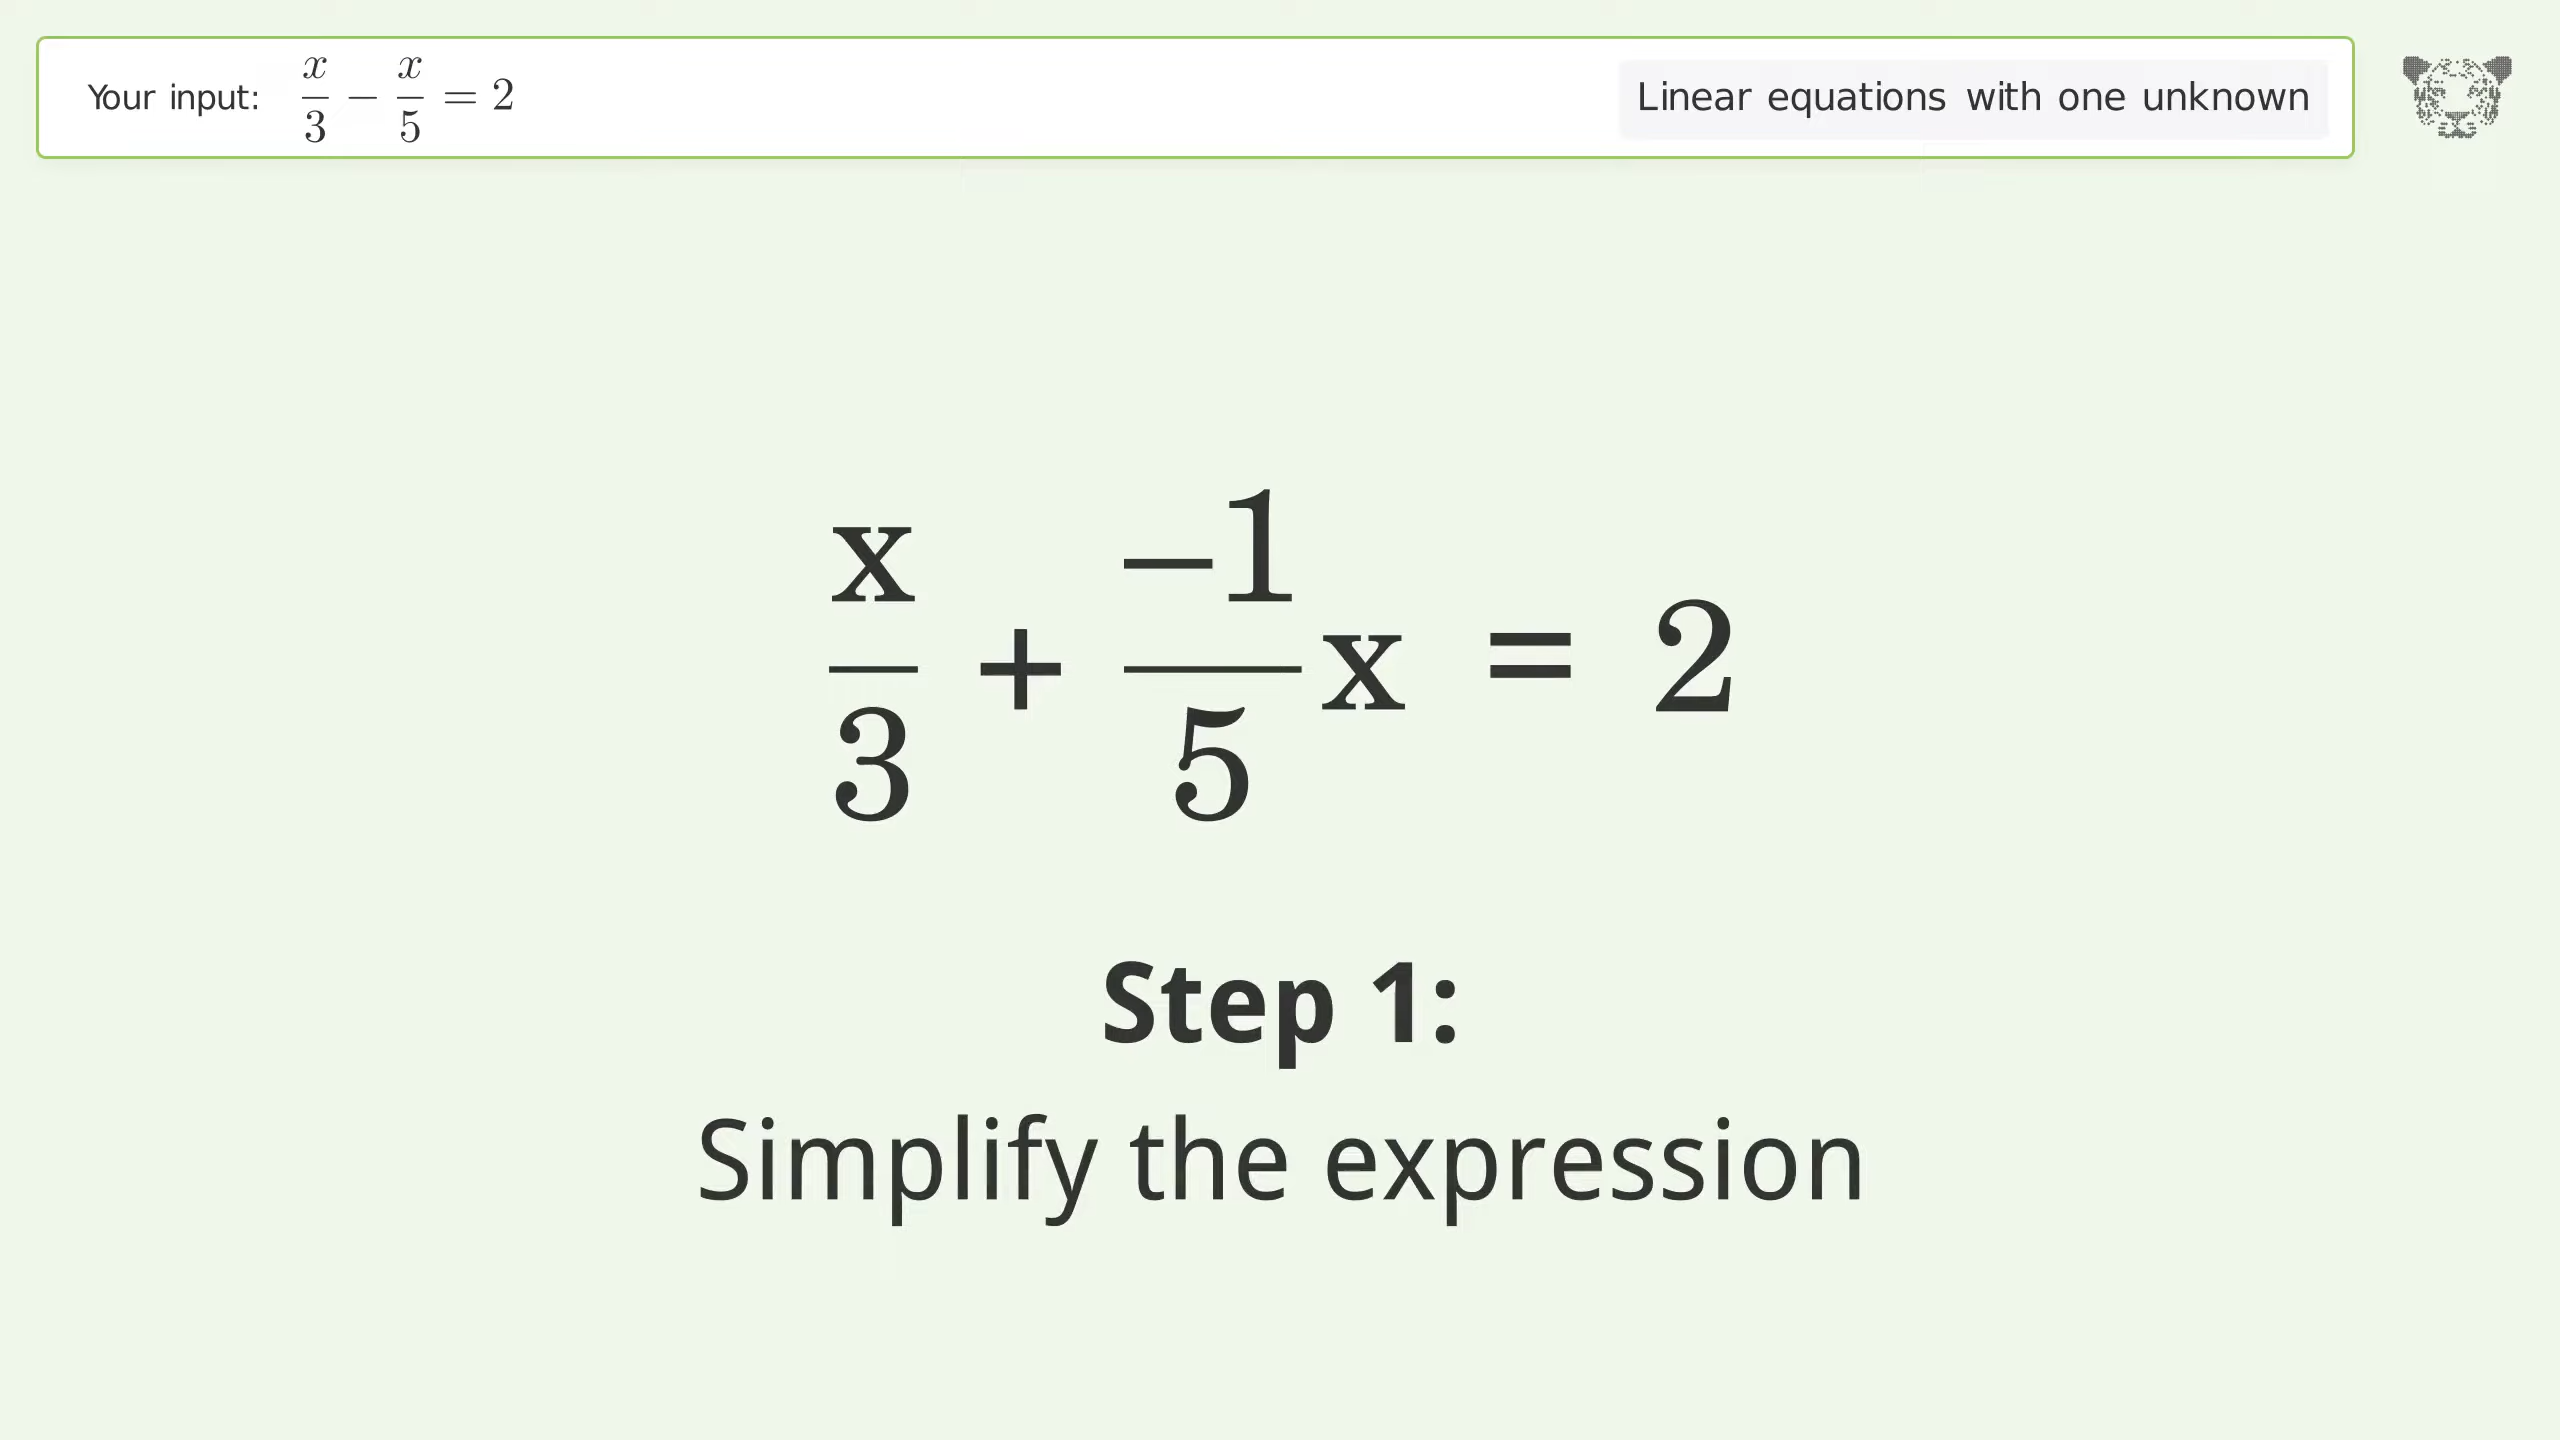 Your input: x/3 − x/5 = 2
Linear equations with one unknown
x/3 + −1/5 x = 2
Step 1:
Simplify the expression